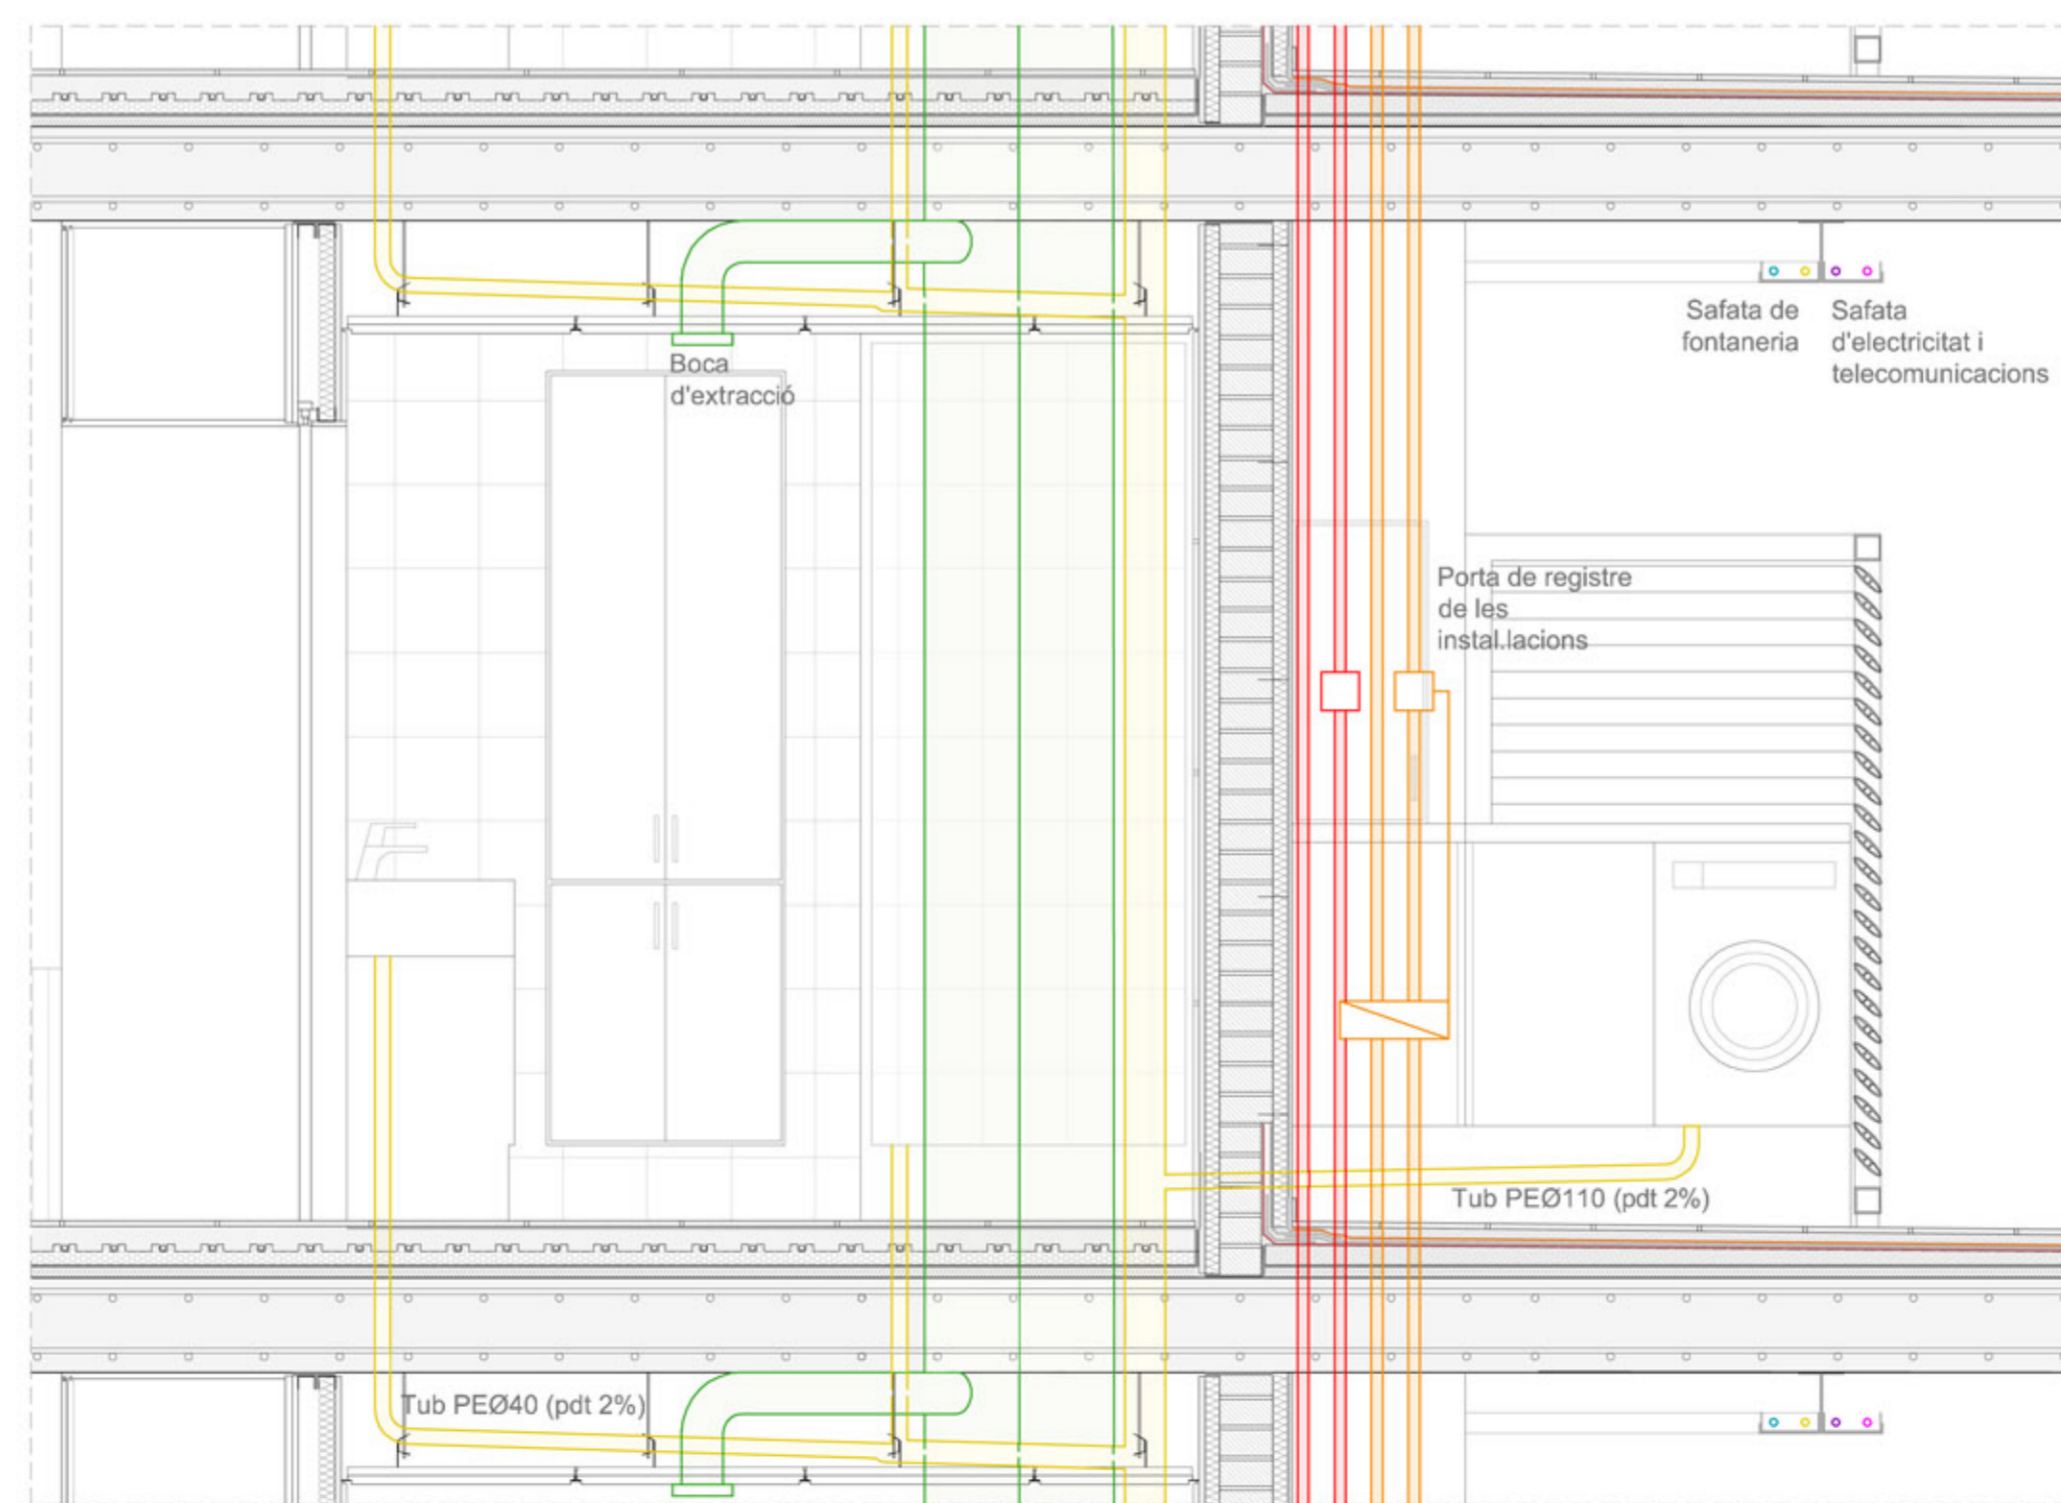 Safata de
fontaneria
Safata
d'electricitat i
telecomunicacions
Boca
d'extracció
Porta de registre
de les
instal.lacions
Tub PEØ110 (pdt 2%)
Tub PEØ40 (pdt 2%)